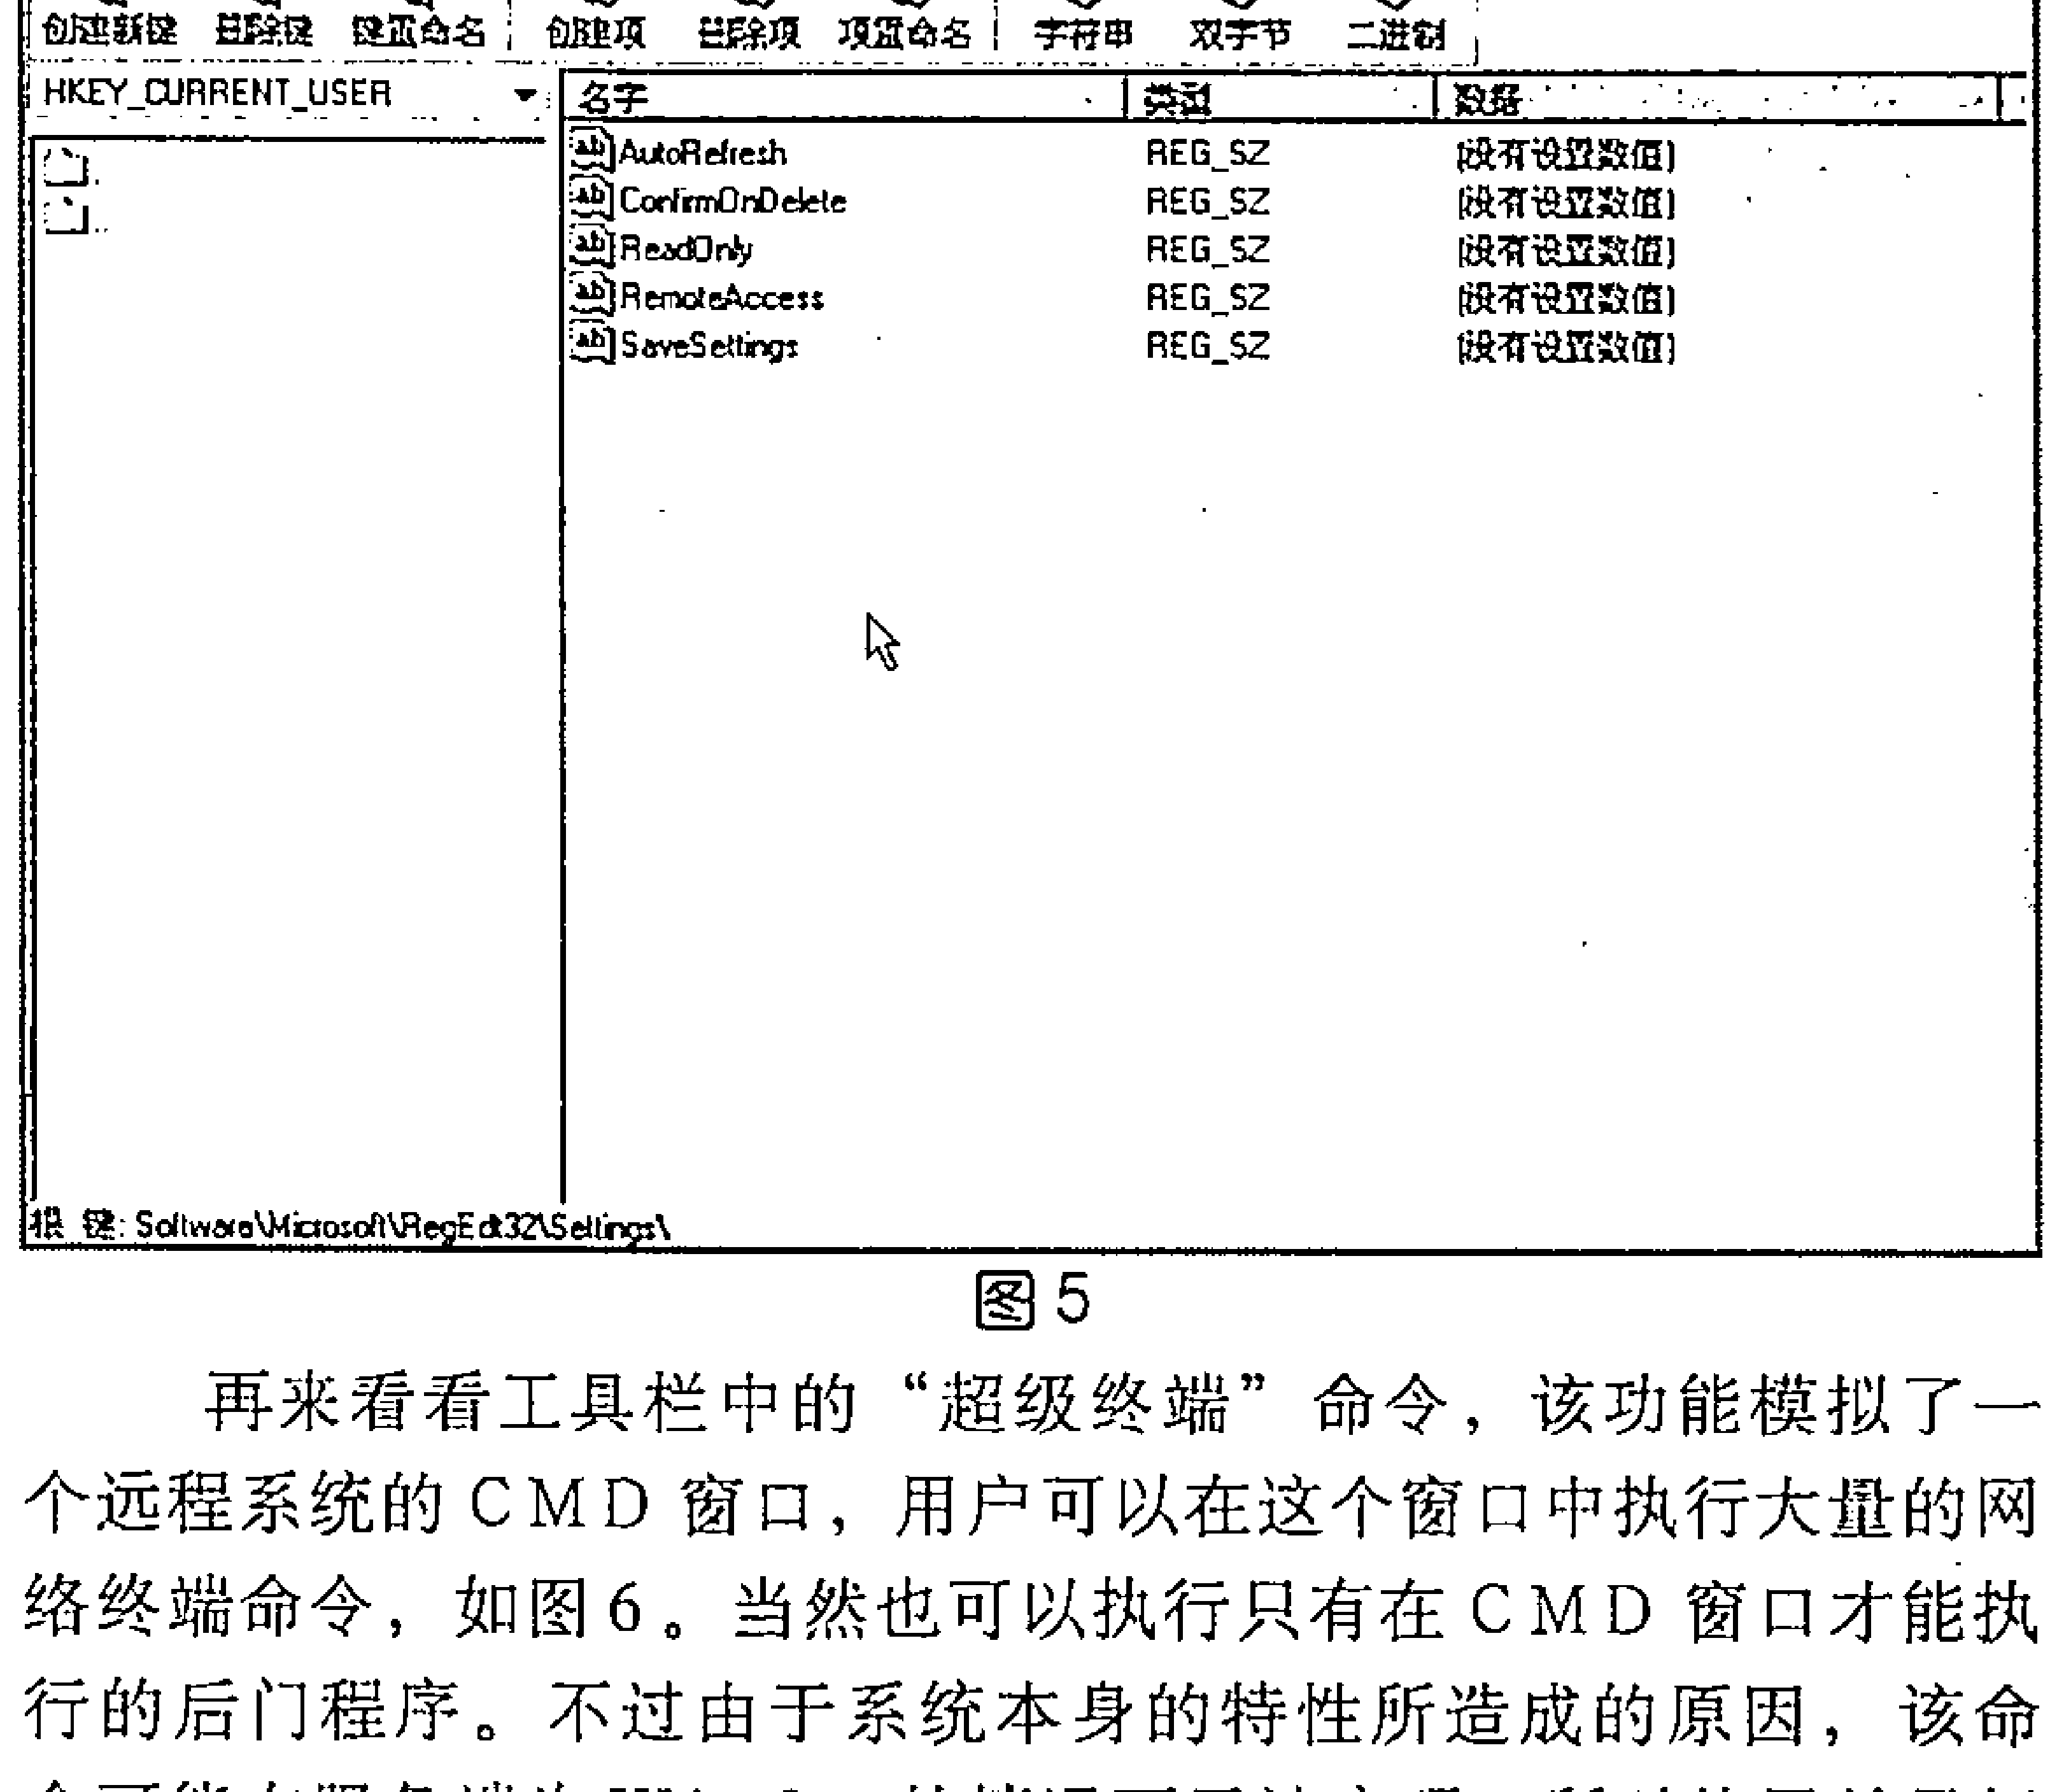 创建新键 删除键 键重命名 创建项 删除项 项重命名 字符串 双字节 二进制
HKEY_CURRENT_USER 名字 类型 数据
. AutoRefresh REG_SZ (没有设置数值)
.. ConfirmOnDelete REG_SZ (没有设置数值)
ReadOnly REG_SZ (没有设置数值)
RemoteAccess REG_SZ (没有设置数值)
SaveSettings REG_SZ (没有设置数值)
根 键: Software\Microsoft\RegEdt32\Settings\
图 5
再来看看工具栏中的“超级终端”命令，该功能模拟了一
个远程系统的 CMD 窗口，用户可以在这个窗口中执行大量的网
络终端命令，如图 6。当然也可以执行只有在 CMD 窗口才能执
行的后门程序。不过由于系统本身的特性所造成的原因，该命